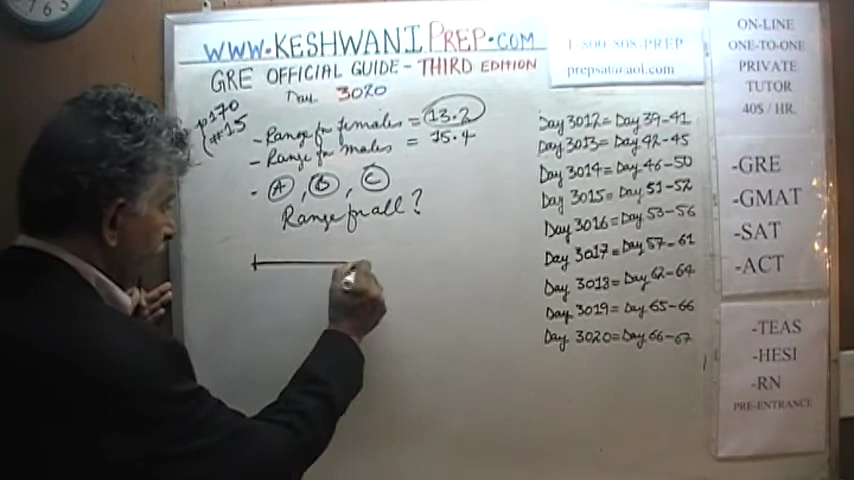 WWW.KESHWANIPREP.COM
GRE OFFICIAL GUIDE - THIRD EDITION
Day 3020
p170
#15
- Range for females = 13.2
- Range for males = 15.4
- A, B, C
Range for all?
Day 3012 = Day 39-41
Day 3013 = Day 42-45
Day 3014 = Day 46-50
Day 3015 = Day 51-52
Day 3016 = Day 53-56
Day 3017 = Day 57-61
Day 3018 = Day 62-64
Day 3019 = Day 65-66
Day 3020 = Day 66-67
1-800-808-PREP
prepsat@aol.com
ON-LINE
ONE-TO-ONE
PRIVATE
TUTOR
40$ / HR.
-GRE
-GMAT
-SAT
-ACT
-TEAS
-HESI
-RN
PRE-ENTRANCE
7 6 5